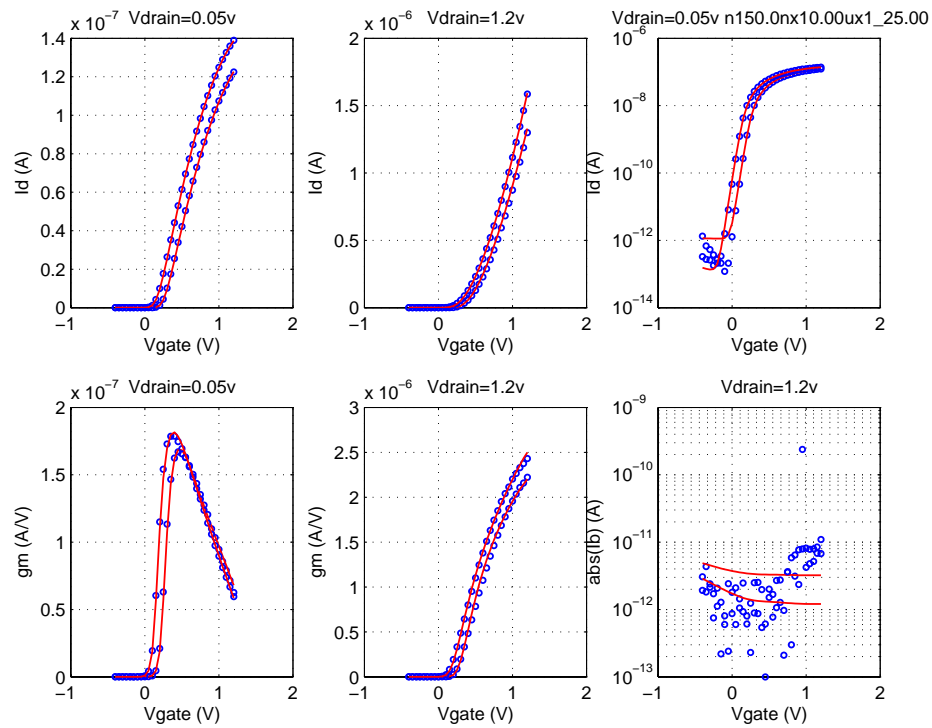 x 10^-7 Vdrain=0.05v
Id (A)
1.4
1.2
1
0.8
0.6
0.4
0.2
0
−1 0 1 2
Vgate (V)
x 10^-6 Vdrain=1.2v
Id (A)
2
1.5
1
0.5
0
−1 0 1 2
Vgate (V)
Vdrain=0.05v n150.0nx10.00ux1_25.00
Id (A)
10^−6
10^−8
10^−10
10^−12
10^−14
−1 0 1 2
Vgate (V)
x 10^-7 Vdrain=0.05v
gm (A/V)
2
1.5
1
0.5
0
−1 0 1 2
Vgate (V)
x 10^-6 Vdrain=1.2v
gm (A/V)
3
2.5
2
1.5
1
0.5
0
−1 0 1 2
Vgate (V)
Vdrain=1.2v
abs(Ib) (A)
10^−9
10^−10
10^−11
10^−12
10^−13
−1 0 1 2
Vgate (V)